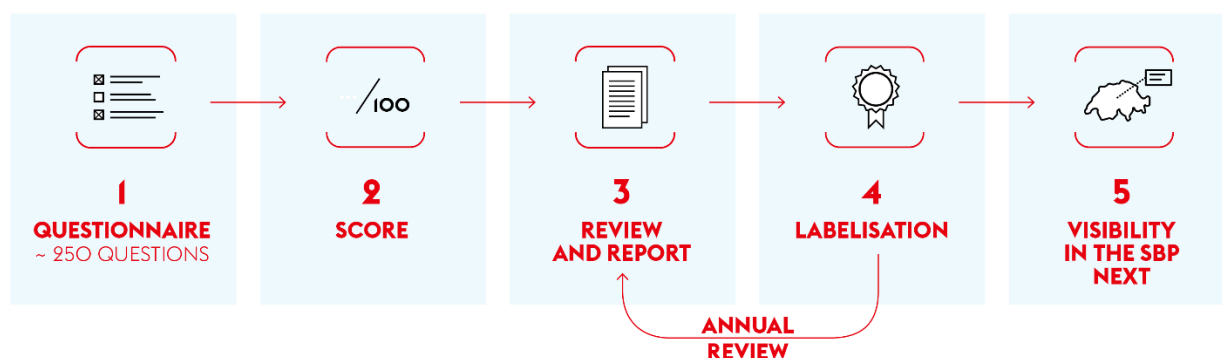 /100
1
QUESTIONNAIRE
~ 250 QUESTIONS
2
SCORE
3
REVIEW
AND REPORT
4
LABELISATION
5
VISIBILITY
IN THE SBP
NEXT
ANNUAL
REVIEW